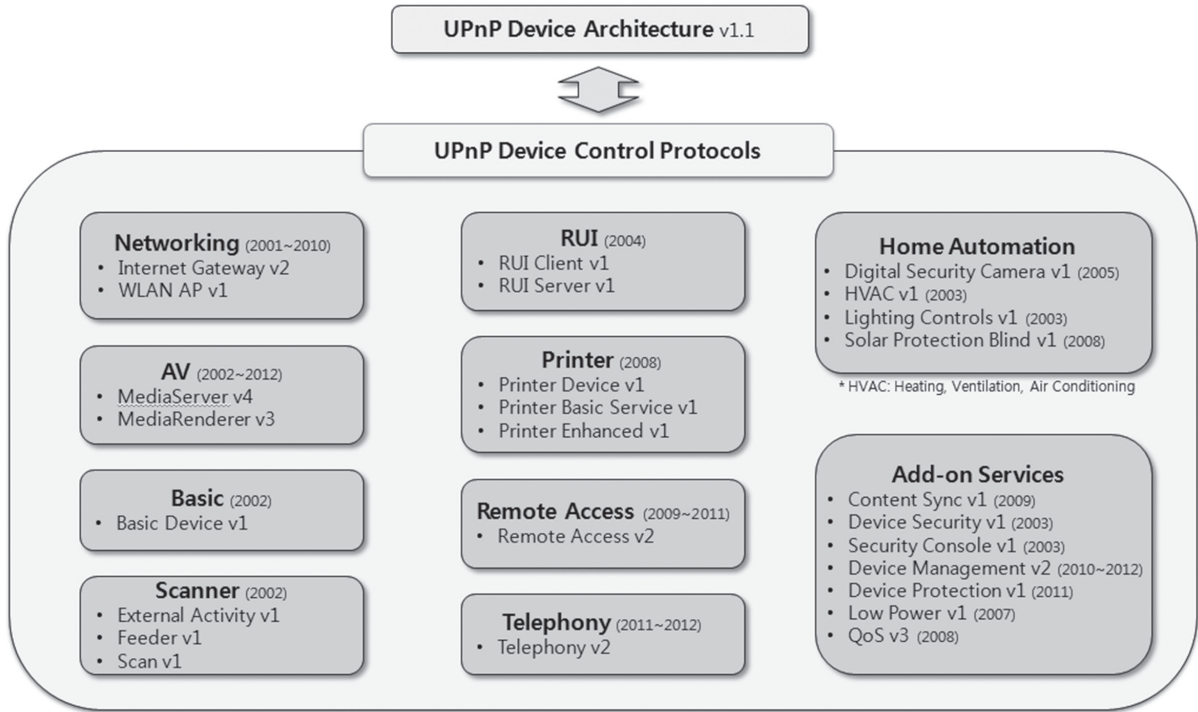 UPnP Device Architecture v1.1
UPnP Device Control Protocols
Networking (2001~2010)
• Internet Gateway v2
• WLAN AP v1
AV (2002~2012)
• MediaServer v4
• MediaRenderer v3
Basic (2002)
• Basic Device v1
Scanner (2002)
• External Activity v1
• Feeder v1
• Scan v1
RUI (2004)
• RUI Client v1
• RUI Server v1
Printer (2008)
• Printer Device v1
• Printer Basic Service v1
• Printer Enhanced v1
Remote Access (2009~2011)
• Remote Access v2
Telephony (2011~2012)
• Telephony v2
Home Automation
• Digital Security Camera v1 (2005)
• HVAC v1 (2003)
• Lighting Controls v1 (2003)
• Solar Protection Blind v1 (2008)
* HVAC: Heating, Ventilation, Air Conditioning
Add-on Services
• Content Sync v1 (2009)
• Device Security v1 (2003)
• Security Console v1 (2003)
• Device Management v2 (2010~2012)
• Device Protection v1 (2011)
• Low Power v1 (2007)
• QoS v3 (2008)